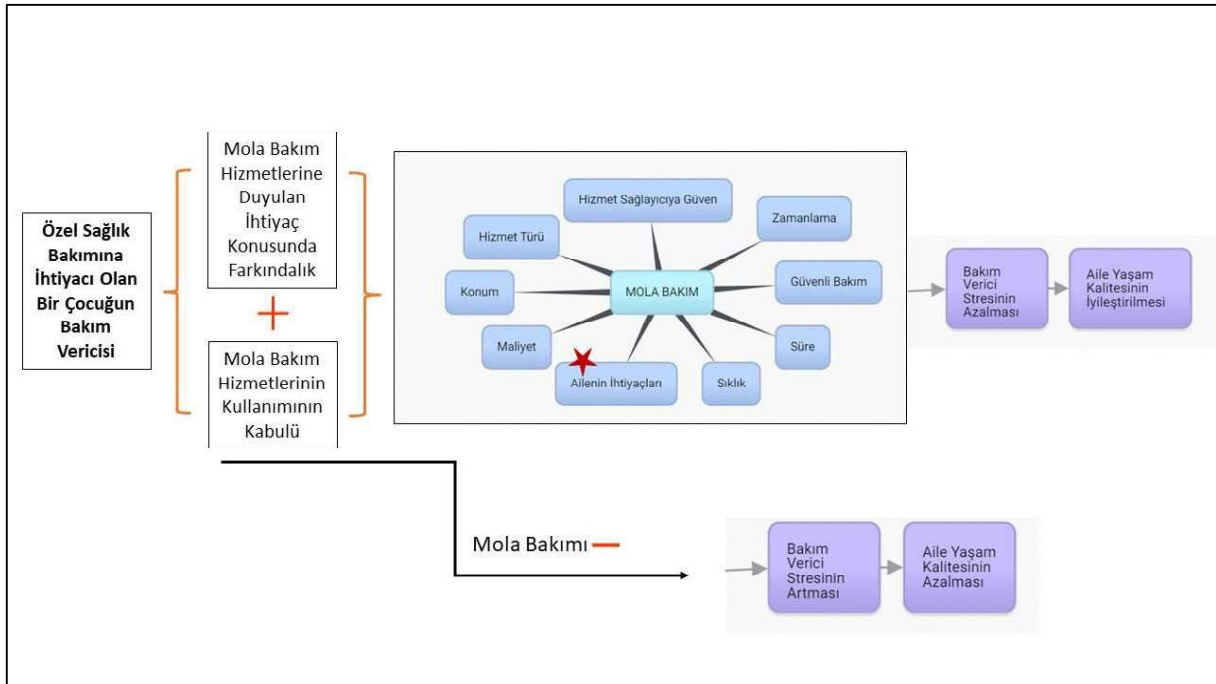 Özel Sağlık
Bakımına
İhtiyacı Olan
Bir Çocuğun
Bakım
Vericisi
Mola Bakım
Hizmetlerine
Duyulan
İhtiyaç
Konusunda
Farkındalık
+
Mola Bakım
Hizmetlerinin
Kullanımının
Kabulü
Hizmet Sağlayıcıya Güven
Zamanlama
Hizmet Türü
Güvenli Bakım
Konum
MOLA BAKIM
Maliyet
Süre
Ailenin İhtiyaçları
Sıklık
Bakım
Verici
Stresinin
Azalması
Aile Yaşam
Kalitesinin
İyileştirilmesi
Mola Bakımı —
Bakım
Verici
Stresinin
Artması
Aile Yaşam
Kalitesinin
Azalması